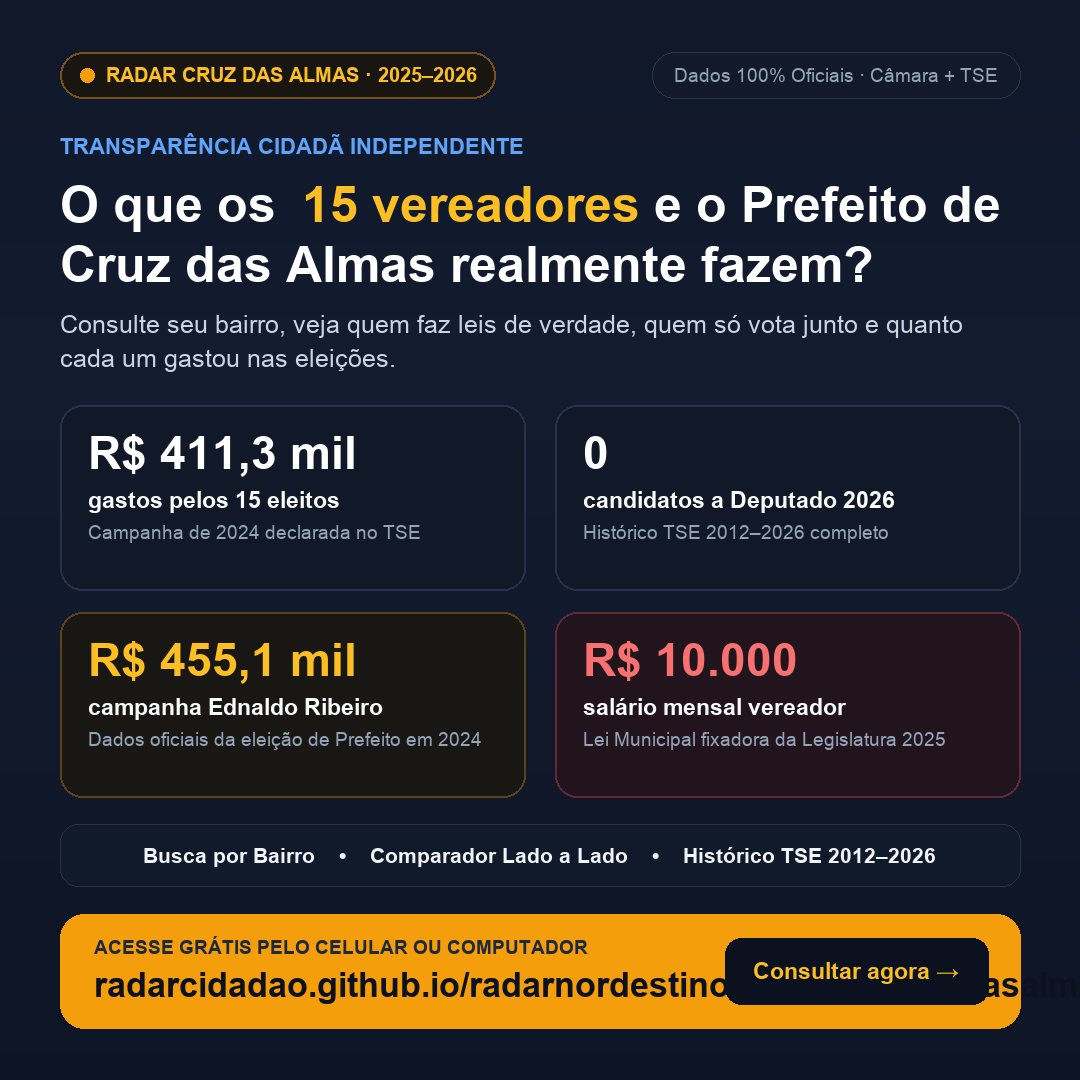 RADAR CRUZ DAS ALMAS · 2025–2026
Dados 100% Oficiais · Câmara + TSE
TRANSPARÊNCIA CIDADÃ INDEPENDENTE
O que os 15 vereadores e o Prefeito de
Cruz das Almas realmente fazem?
Consulte seu bairro, veja quem faz leis de verdade, quem só vota junto e quanto
cada um gastou nas eleições.
R$ 411,3 mil
gastos pelos 15 eleitos
Campanha de 2024 declarada no TSE
0
candidatos a Deputado 2026
Histórico TSE 2012–2026 completo
R$ 455,1 mil
campanha Ednaldo Ribeiro
Dados oficiais da eleição de Prefeito em 2024
R$ 10.000
salário mensal vereador
Lei Municipal fixadora da Legislatura 2025
Busca por Bairro • Comparador Lado a Lado • Histórico TSE 2012–2026
ACESSE GRÁTIS PELO CELULAR OU COMPUTADOR
radarcidadao.github.io/radarnordestino
Consultar agora →